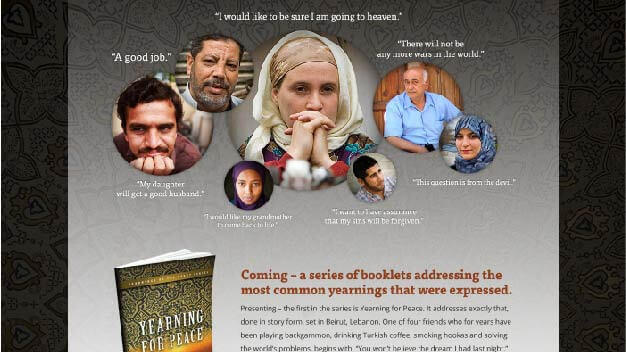 "I would like to be sure I am going to heaven."
"There will not be
any more wars in the world."
"A good job."
"My daughter
will get a good husband."
"This question is from the devil."
"I would like my grandmother
to come back to life."
"I want to have assurance
that my sins will be forgiven."
YEARNING
FOR PEACE
Coming – a series of booklets addressing the
most common yearnings that were expressed.
Presenting – the first in the series is Yearning for Peace. It addresses exactly that,
done in story form, set in Beirut, Lebanon. One of four friends who for years have
been playing backgammon, drinking Turkish coffee, smoking hookas and solving
the world's problems, begins with, "You won't believe the dream I had last night".